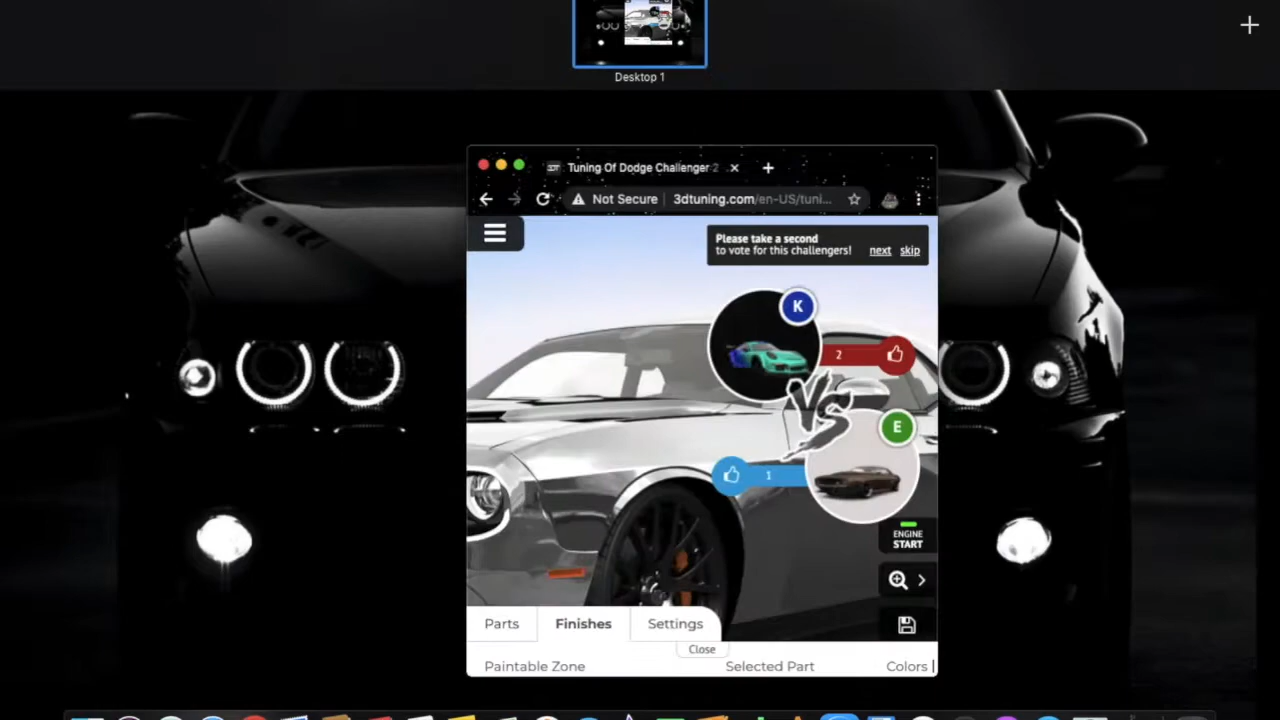 Desktop 1
3DT Tuning Of Dodge Challenger 2
Not Secure | 3dtuning.com/en-US/tuni...
Please take a second
to vote for this challengers! next skip
K
2
VS
E
1
ENGINE
START
Parts Finishes Settings
Close
Paintable Zone Selected Part Colors